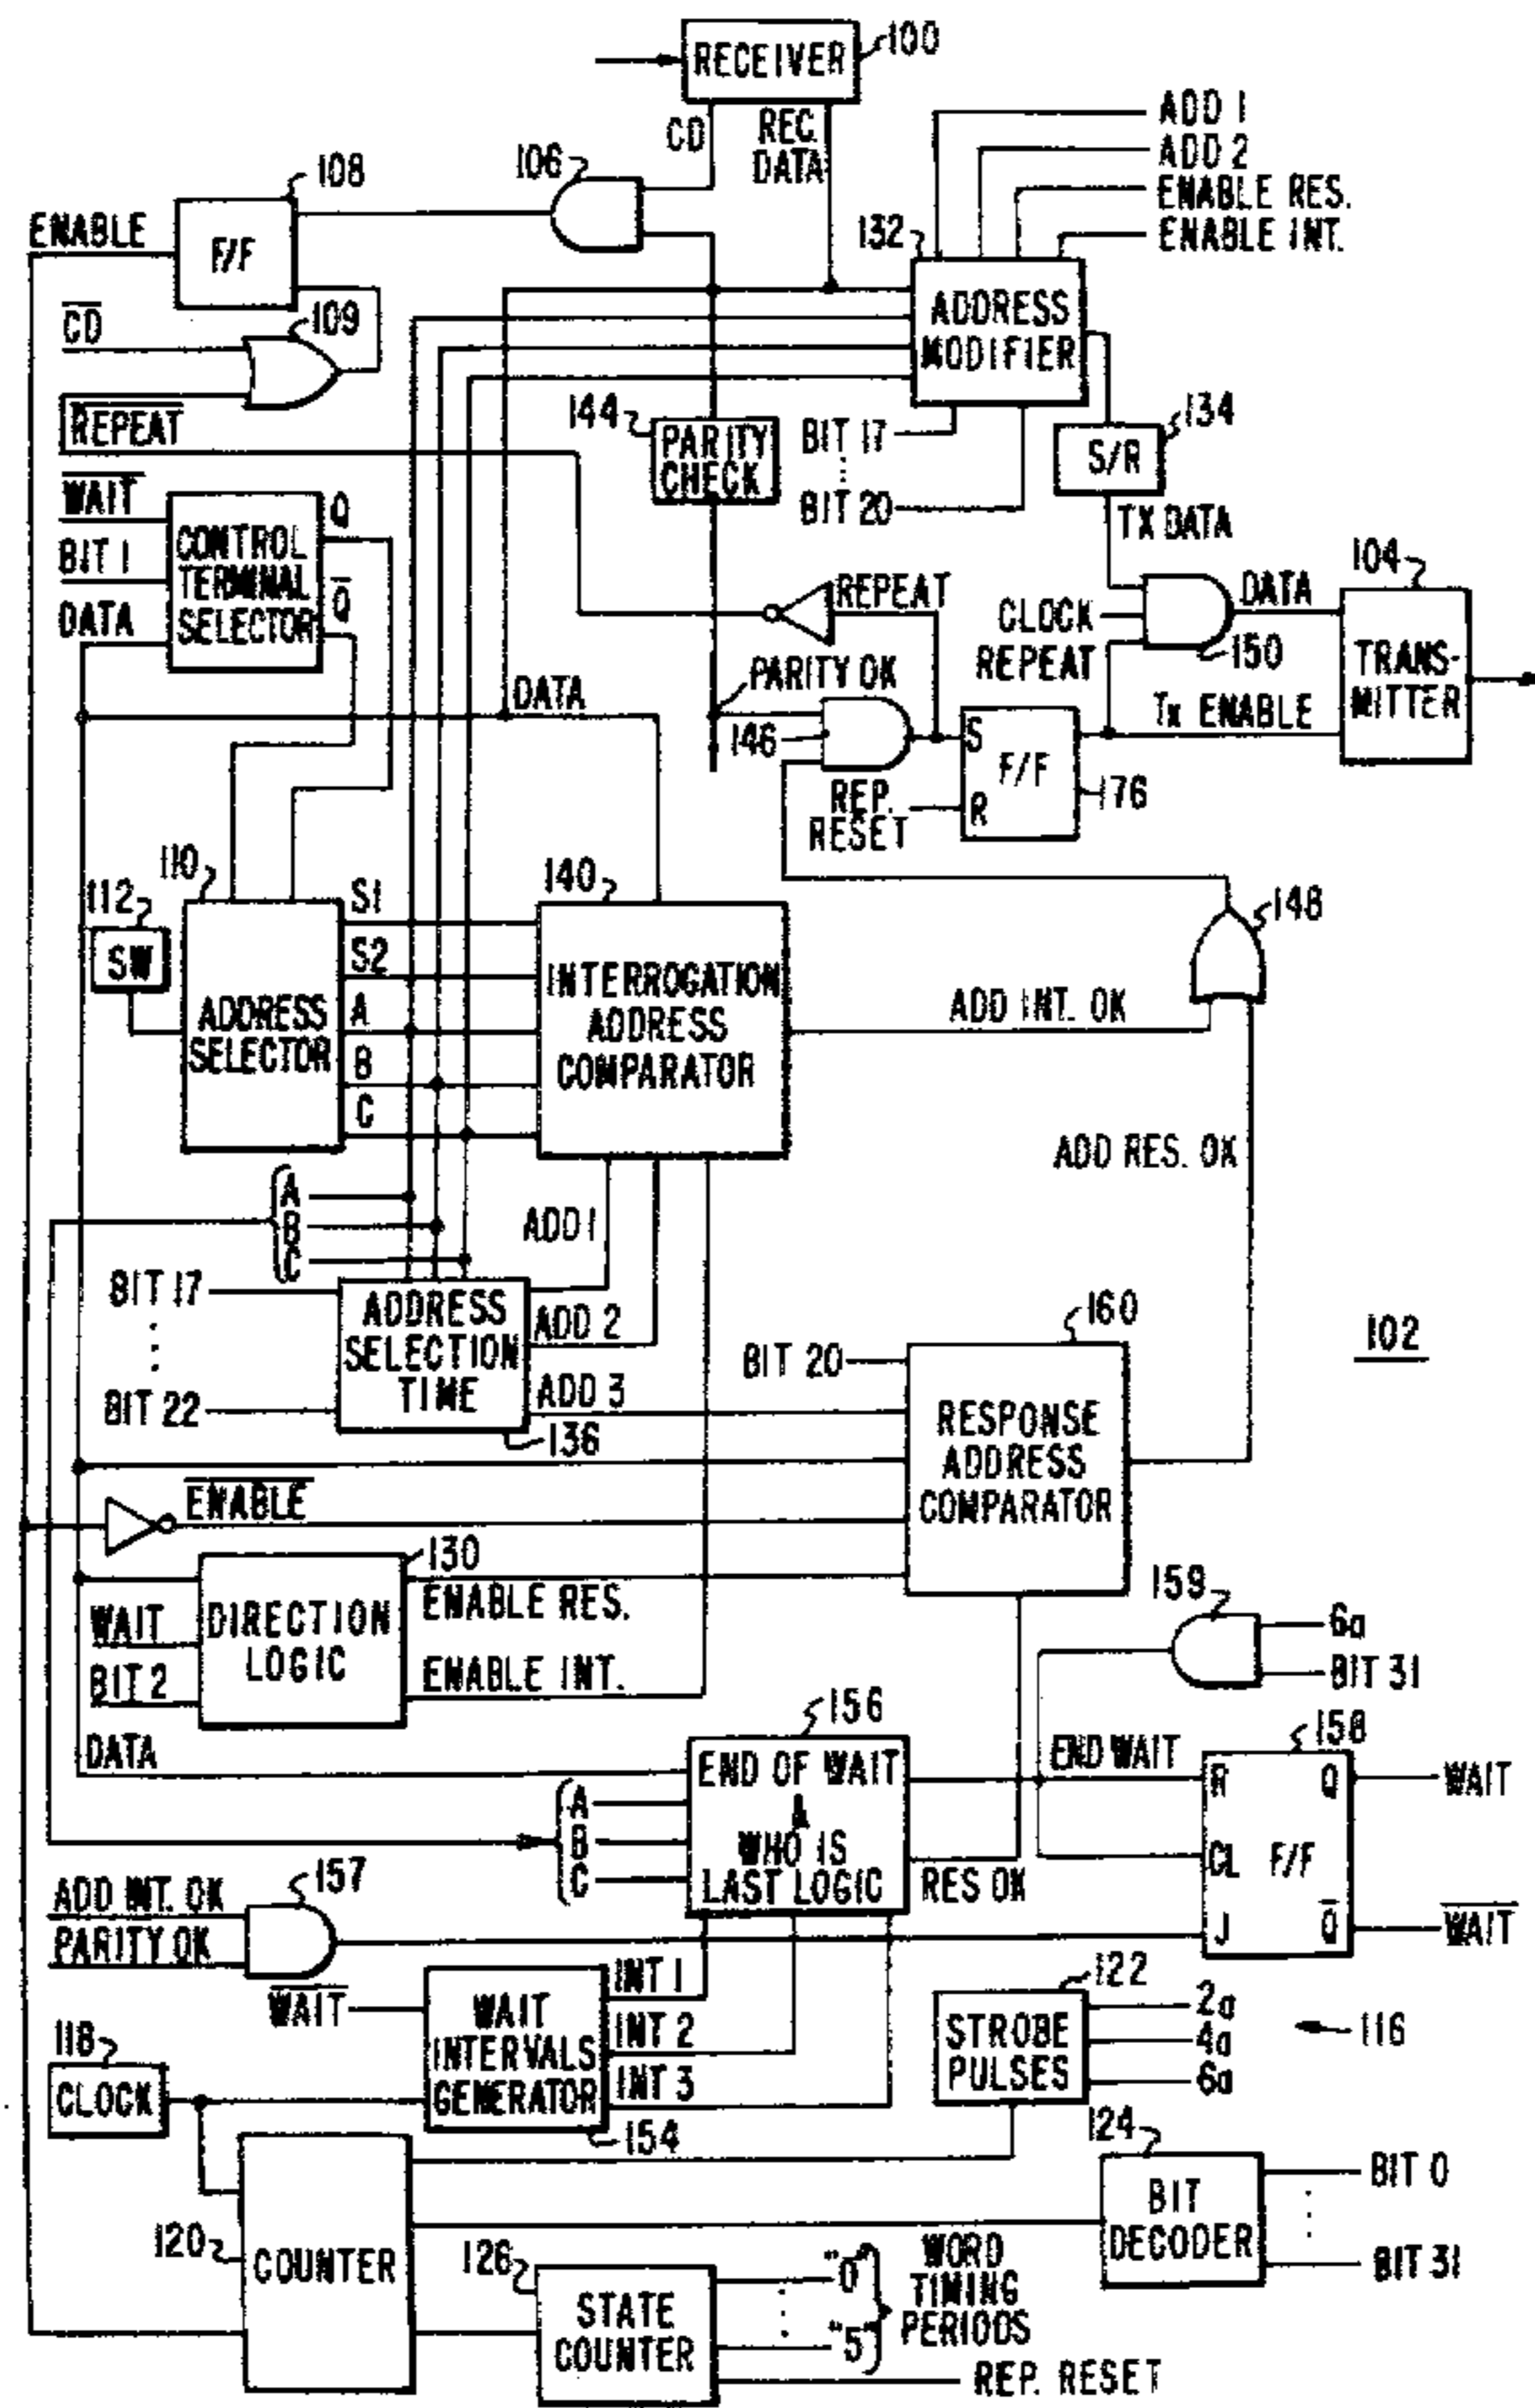 RECEIVER
100
CD
REC.
DATA
106
108
F/F
ENABLE
CD
109
REPEAT
ADD 1
ADD 2
ENABLE RES.
ENABLE INT.
132
ADDRESS
MODIFIER
BIT 17
BIT 20
144
PARITY
CHECK
134
S/R
TX DATA
WAIT
BIT 1
DATA
CONTROL
TERMINAL
SELECTOR
Q
Q
REPEAT
CLOCK
REPEAT
150
DATA
104
TRANS-
MITTER
Tx ENABLE
DATA
PARITY OK
146
REP.
RESET
S
F/F
R
176
110
112
SW
ADDRESS
SELECTOR
S1
S2
A
B
C
140
INTERROGATION
ADDRESS
COMPARATOR
ADD INT. OK
148
ADD RES. OK
A
B
C
ADD 1
BIT 17
BIT 22
ADDRESS
SELECTION
TIME
136
ADD 2
ADD 3
BIT 20
160
RESPONSE
ADDRESS
COMPARATOR
102
ENABLE
130
DIRECTION
LOGIC
WAIT
BIT 2
ENABLE RES.
ENABLE INT.
159
6a
BIT 31
DATA
156
END OF WAIT
&
WHO IS
LAST LOGIC
A
B
C
END WAIT
RES OK
158
R
Q
CL
F/F
J
Q
WAIT
WAIT
ADD INT. OK
PARITY OK
157
WAIT
WAIT
INTERVALS
GENERATOR
154
INT 1
INT 2
INT 3
122
STROBE
PULSES
2a
4a
6a
116
118
CLOCK
120
COUNTER
124
BIT
DECODER
BIT 0
BIT 31
126
STATE
COUNTER
"0"
"5"
WORD
TIMING
PERIODS
REP. RESET